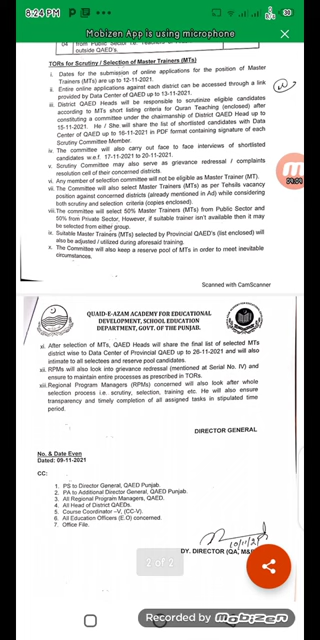 8:24 PM
36
Mobizen App is using microphone
04 from Public Sector i.e. Teachers
outside QAED's.
TORs for Scrutiny / Selection of Master Trainers (MTs)
i. Dates for the submission of online applications for the position of Master
Trainers (MTs) are up to 12-11-2021.
ii. Entire online applications against each district can be accessed through a link
provided by Data Center of QAED up to 13-11-2021.
iii. District QAED Heads will be responsible to scrutinize eligible candidates
according to MTs short listing criteria for Quran Teaching (enclosed) after
constituting a committee under the chairmanship of District QAED Head up to
15-11-2021. He / She will share the list of shortlisted candidates with Data
Center of QAED up to 16-11-2021 in PDF format containing signature of each
Scrutiny Committee Member.
iv. The committee will also carry out face to face interviews of shortlisted
candidates w.e.f. 17-11-2021 to 20-11-2021.
v. Scrutiny Committee may also serve as grievance redressal / complaints
resolution cell of their concerned districts.
vi. Any member of selection committee will not be eligible as Master Trainer (MT).
vii. The Committee will also select Master Trainers (MTs) as per Tehsils vacancy
position against concerned districts (already mentioned in Ad) while considering
both scrutiny and selection criteria (copies enclosed).
viii. The committee will select 50% Master Trainers (MTs) from Public Sector and
50% from Private Sector, However, if suitable trainer isn't available then it may
be selected from either group.
ix. Suitable Master Trainers (MTs) selected by Provincial QAED's (list enclosed) will
also be adjusted / utilized during aforesaid training.
x. The Committee will also keep a reserve pool of MTs in order to meet inevitable
circumstances.
04:04
Scanned with CamScanner
QUAID-E-AZAM ACADEMY FOR EDUCATIONAL
DEVELOPMENT, SCHOOL EDUCATION
DEPARTMENT, GOVT. OF THE PUNJAB.
xi. After selection of MTs, QAED Heads will share the final list of selected MTs
district wise to Data Center of Provincial QAED up to 26-11-2021 and will also
intimate to all selectees and reserve pool candidates.
xii. RPMs will also look into grievance redressal (mentioned at Serial No. IV) and
ensure to maintain entire processes as prescribed in TORs.
xiii. Regional Program Managers (RPMs) concerned will also look after whole
selection process i.e. scrutiny, selection, training etc. He will also ensure
transparency and timely completion of all assigned tasks in stipulated time
period.
DIRECTOR GENERAL
No. & Date Even
Dated: 09-11-2021
CC:
1. PS to Director General, QAED Punjab.
2. PA to Additional Director General, QAED Punjab.
3. All Regional Program Managers, QAED.
4. All Head of District QAEDs.
5. Course Coordinator –V, (CC-V).
6. All Education Officers (E.O) concerned.
7. Office File.
2 of 2
DY. DIRECTOR (QA, M&
Recorded by mobizen